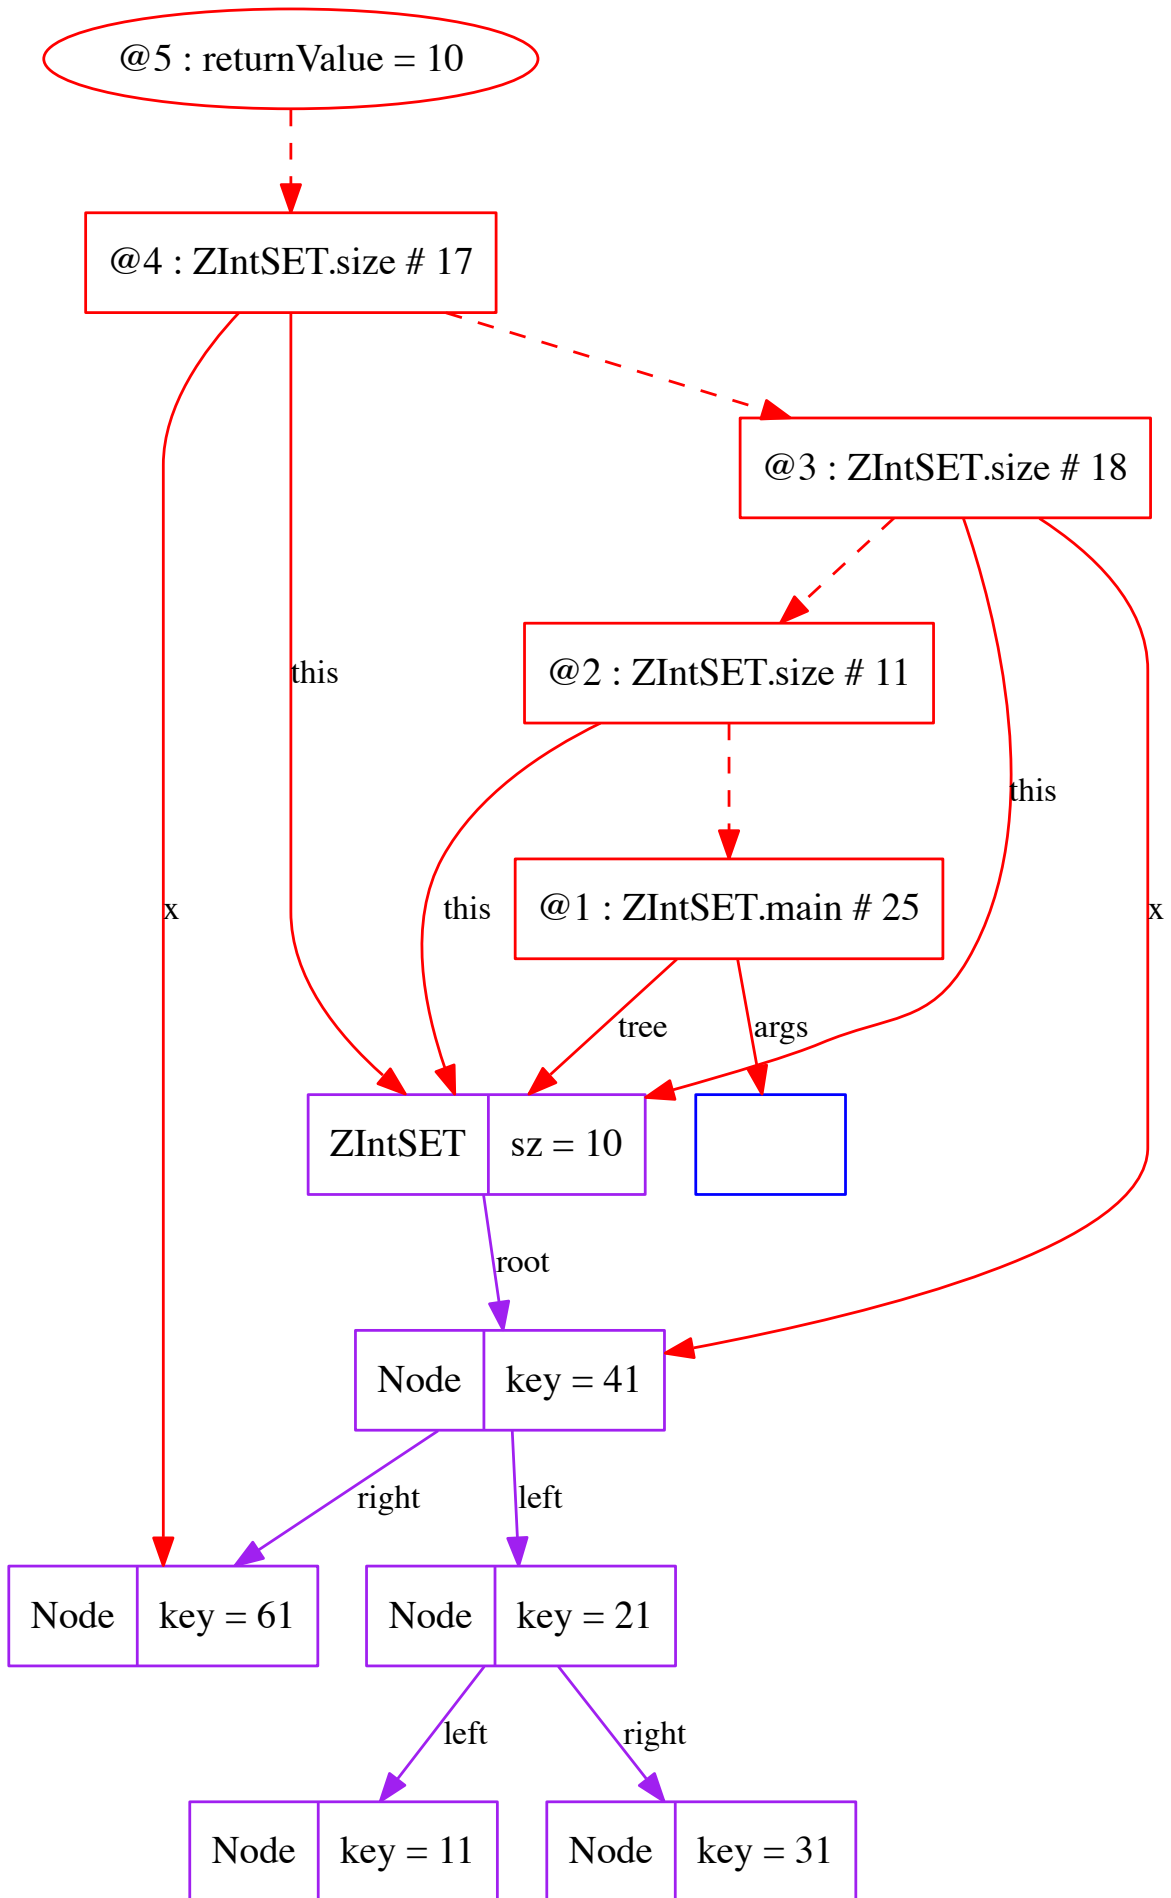 @5 : returnValue = 10
@4 : ZIntSET.size # 17
@3 : ZIntSET.size # 18
@2 : ZIntSET.size # 11
this
this
@1 : ZIntSET.main # 25
x
this
x
tree
args
ZIntSET
sz = 10
root
Node
key = 41
right
left
Node
key = 61
Node
key = 21
left
right
Node
key = 11
Node
key = 31